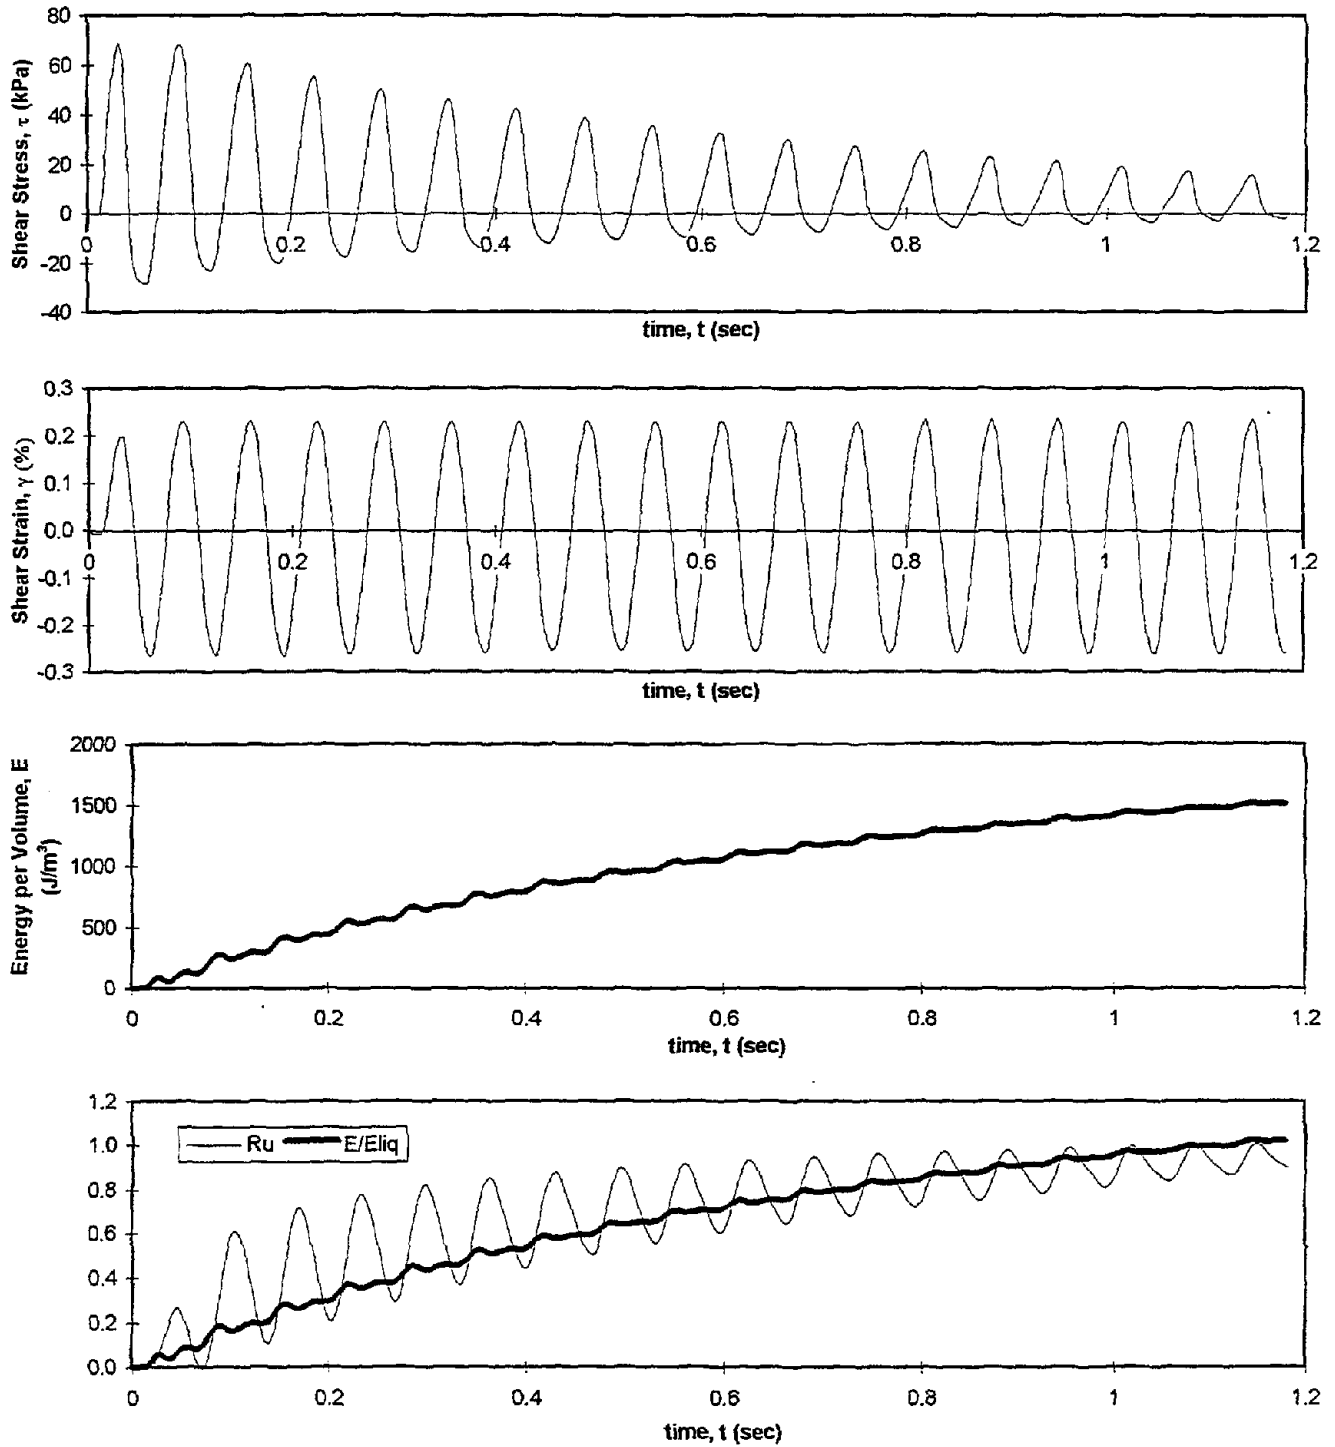 80
60
40
20
0
-20
-40
Shear Stress, τ (kPa)
0 0.2 0.4 0.6 0.8 1 1.2
time, t (sec)
0.3
0.2
0.1
0.0
-0.1
-0.2
-0.3
Shear Strain, γ (%)
0 0.2 0.4 0.6 0.8 1 1.2
time, t (sec)
2000
1500
1000
500
0
Energy per Volume, E
(J/m³)
0 0.2 0.4 0.6 0.8 1 1.2
time, t (sec)
1.2
1.0
0.8
0.6
0.4
0.2
0.0
Ru E/Eliq
0 0.2 0.4 0.6 0.8 1 1.2
time, t (sec)